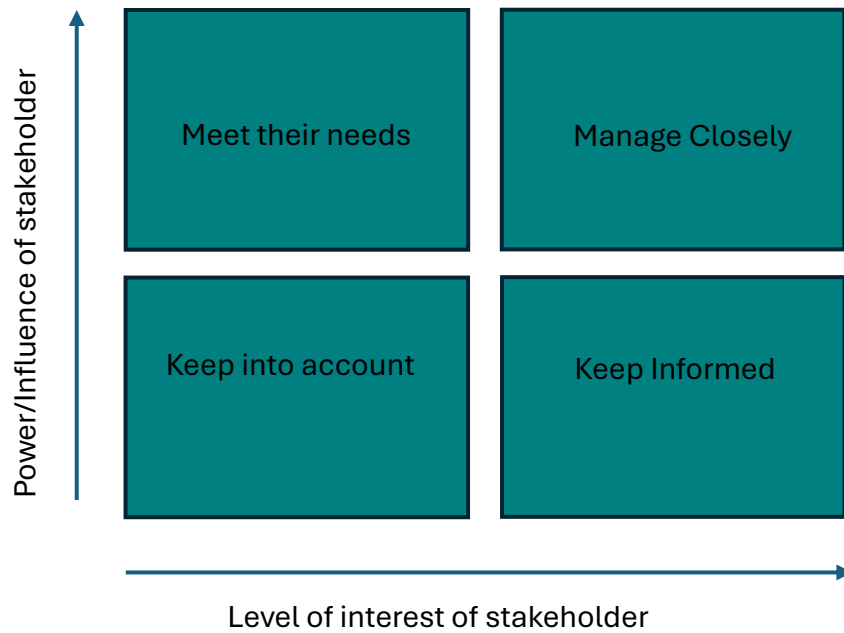 Power/Influence of stakeholder
Meet their needs
Manage Closely
Keep into account
Keep Informed
Level of interest of stakeholder